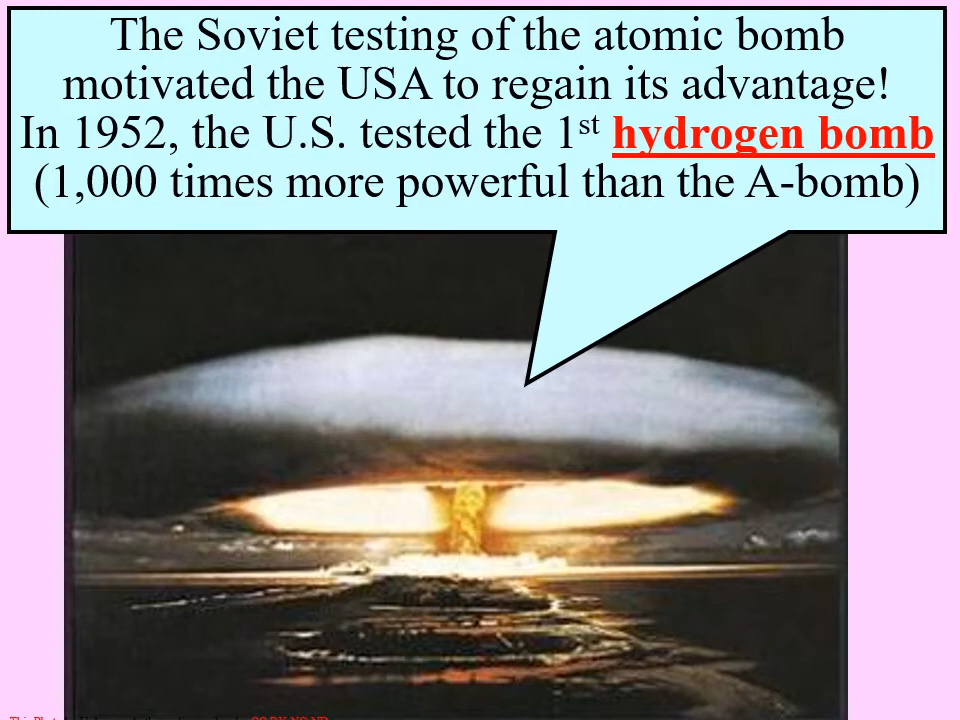 The Soviet testing of the atomic bomb
motivated the USA to regain its advantage!
In 1952, the U.S. tested the 1st hydrogen bomb
(1,000 times more powerful than the A-bomb)